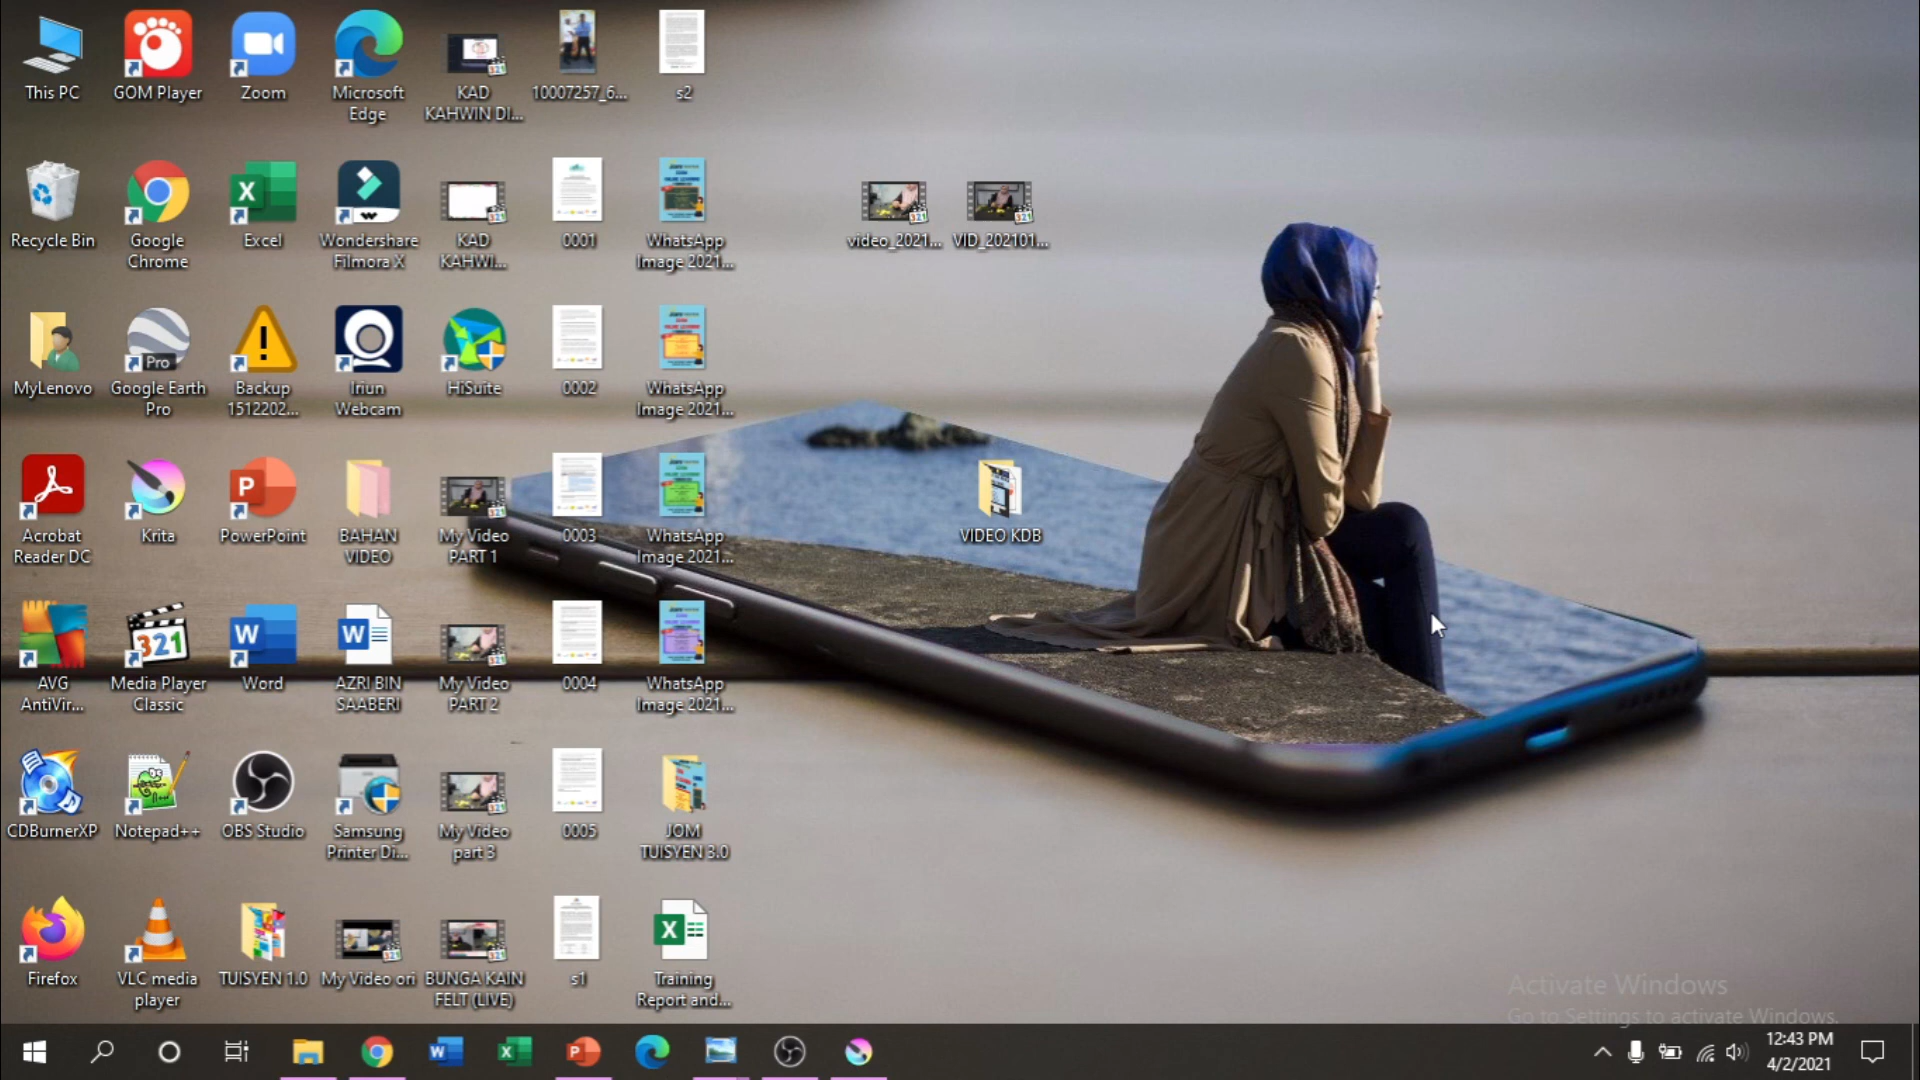 This PC
GOM Player
Zoom
Microsoft
Edge
KAD
KAHWIN DI...
10007257_6...
s2
Recycle Bin
Google
Chrome
Excel
Wondershare
Filmora X
KAD
KAHWI...
0001
WhatsApp
Image 2021...
video_2021...
VID_202101...
MyLenovo
Google Earth
Pro
Backup
1512202...
Iriun
Webcam
HiSuite
0002
WhatsApp
Image 2021...
Acrobat
Reader DC
Krita
PowerPoint
BAHAN
VIDEO
My Video
PART 1
0003
WhatsApp
Image 2021...
VIDEO KDB
AVG
AntiVir...
Media Player
Classic
Word
AZRI BIN
SAABERI
My Video
PART 2
0004
WhatsApp
Image 2021...
CDBurnerXP
Notepad++
OBS Studio
Samsung
Printer Di...
My Video
part 3
0005
JOM
TUISYEN 3.0
Firefox
VLC media
player
TUISYEN 1.0
My Video ori
BUNGA KAIN
FELT (LIVE)
s1
Training
Report and...
Activate Windows
Go to Settings to activate Windows.
12:43 PM
4/2/2021